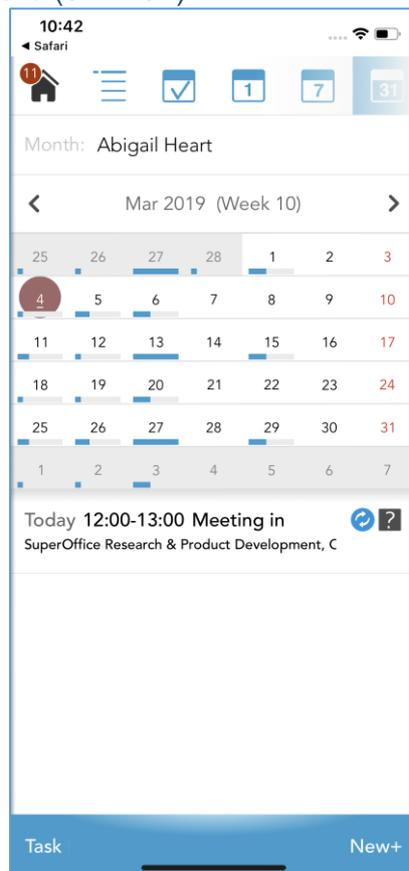 10:42
Safari
11
1
7
31
Month: Abigail Heart
Mar 2019 (Week 10)
25 26 27 28 1 2 3
4 5 6 7 8 9 10
11 12 13 14 15 16 17
18 19 20 21 22 23 24
25 26 27 28 29 30 31
1 2 3 4 5 6 7
Today 12:00-13:00 Meeting in
?
SuperOffice Research & Product Development, C
Task
New+